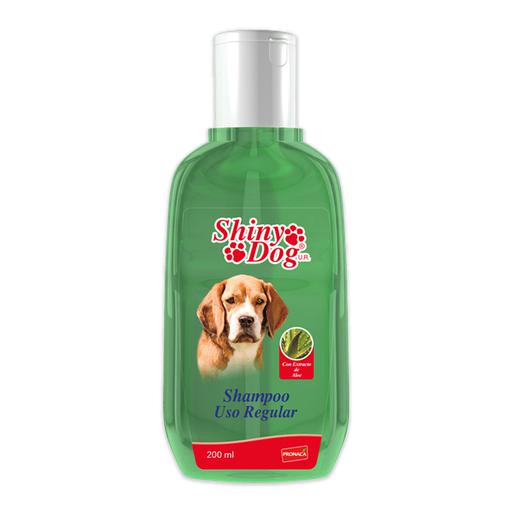 Shiny
Dog®
U.R.
Con Extracto
de
Aloe
Shampoo
Uso Regular
200 ml
PRONACA